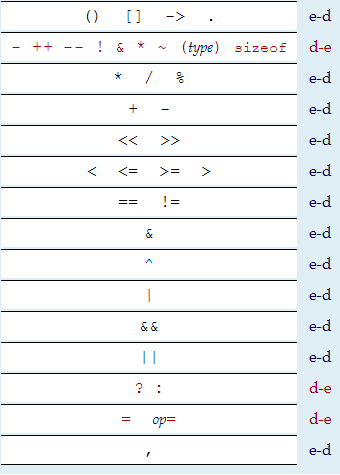 () [] -> . e-d
- ++ -- ! & * ~ (type) sizeof d-e
* / % e-d
+ - e-d
<< >> e-d
< <= >= > e-d
== != e-d
& e-d
^ e-d
| e-d
&& e-d
|| e-d
? : d-e
= op= d-e
, e-d